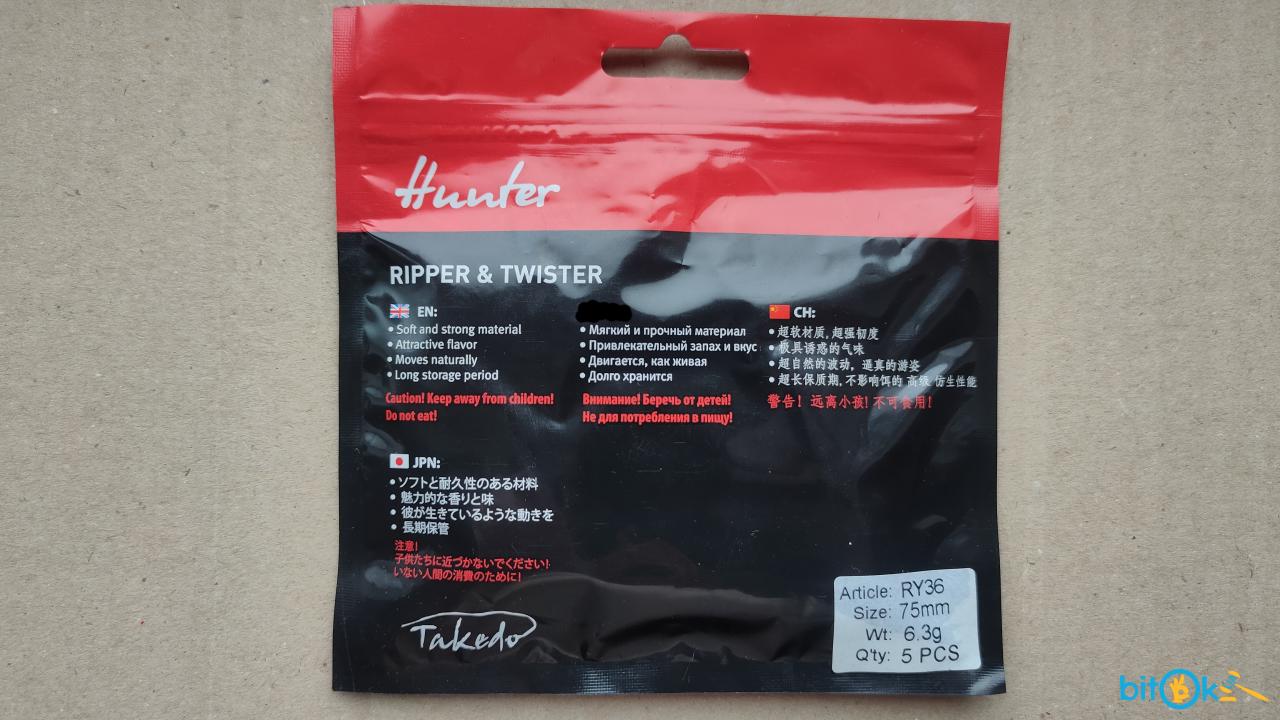 Hunter
RIPPER & TWISTER
EN:
• Soft and strong material
• Attractive flavor
• Moves naturally
• Long storage period
Caution! Keep away from children!
Do not eat!
• Мягкий и прочный материал
• Привлекательный запах и вкус
• Двигается, как живая
• Долго хранится
Внимание! Беречь от детей!
Не для потребления в пищу!
CH:
• 超软材质, 超强韧度
• 极具诱惑的气味
• 超自然的波动, 逼真的游姿
• 超长保质期, 不影响饵的 高级 仿生性能
警告! 远离小孩! 不可食用!
JPN:
• ソフトと耐久性のある材料
• 魅力的な香りと味
• 彼が生きているような動きを
• 長期保管
注意!
子供たちに近づかないでください!
いない人間の消費のために!
Takedo
Article: RY36
Size: 75mm
Wt: 6.3g
Q'ty: 5 PCS
bitOk